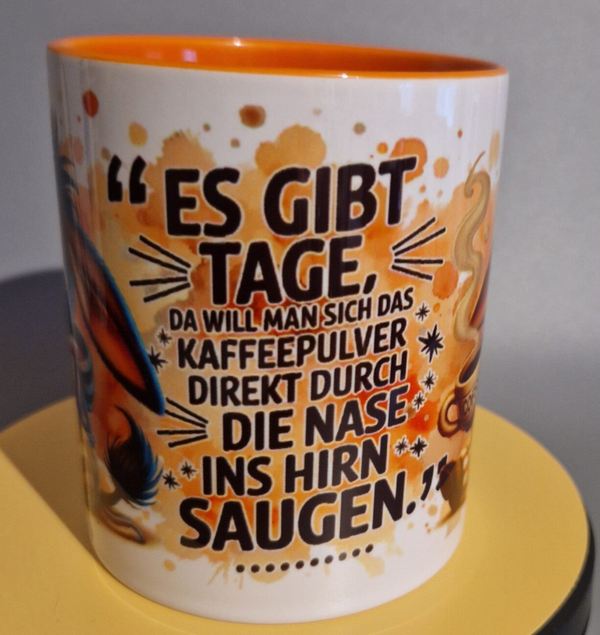 “ES GIBT
TAGE,
DA WILL MAN SICH DAS
KAFFEEPULVER
DIREKT DURCH
DIE NASE
INS HIRN
SAUGEN.”